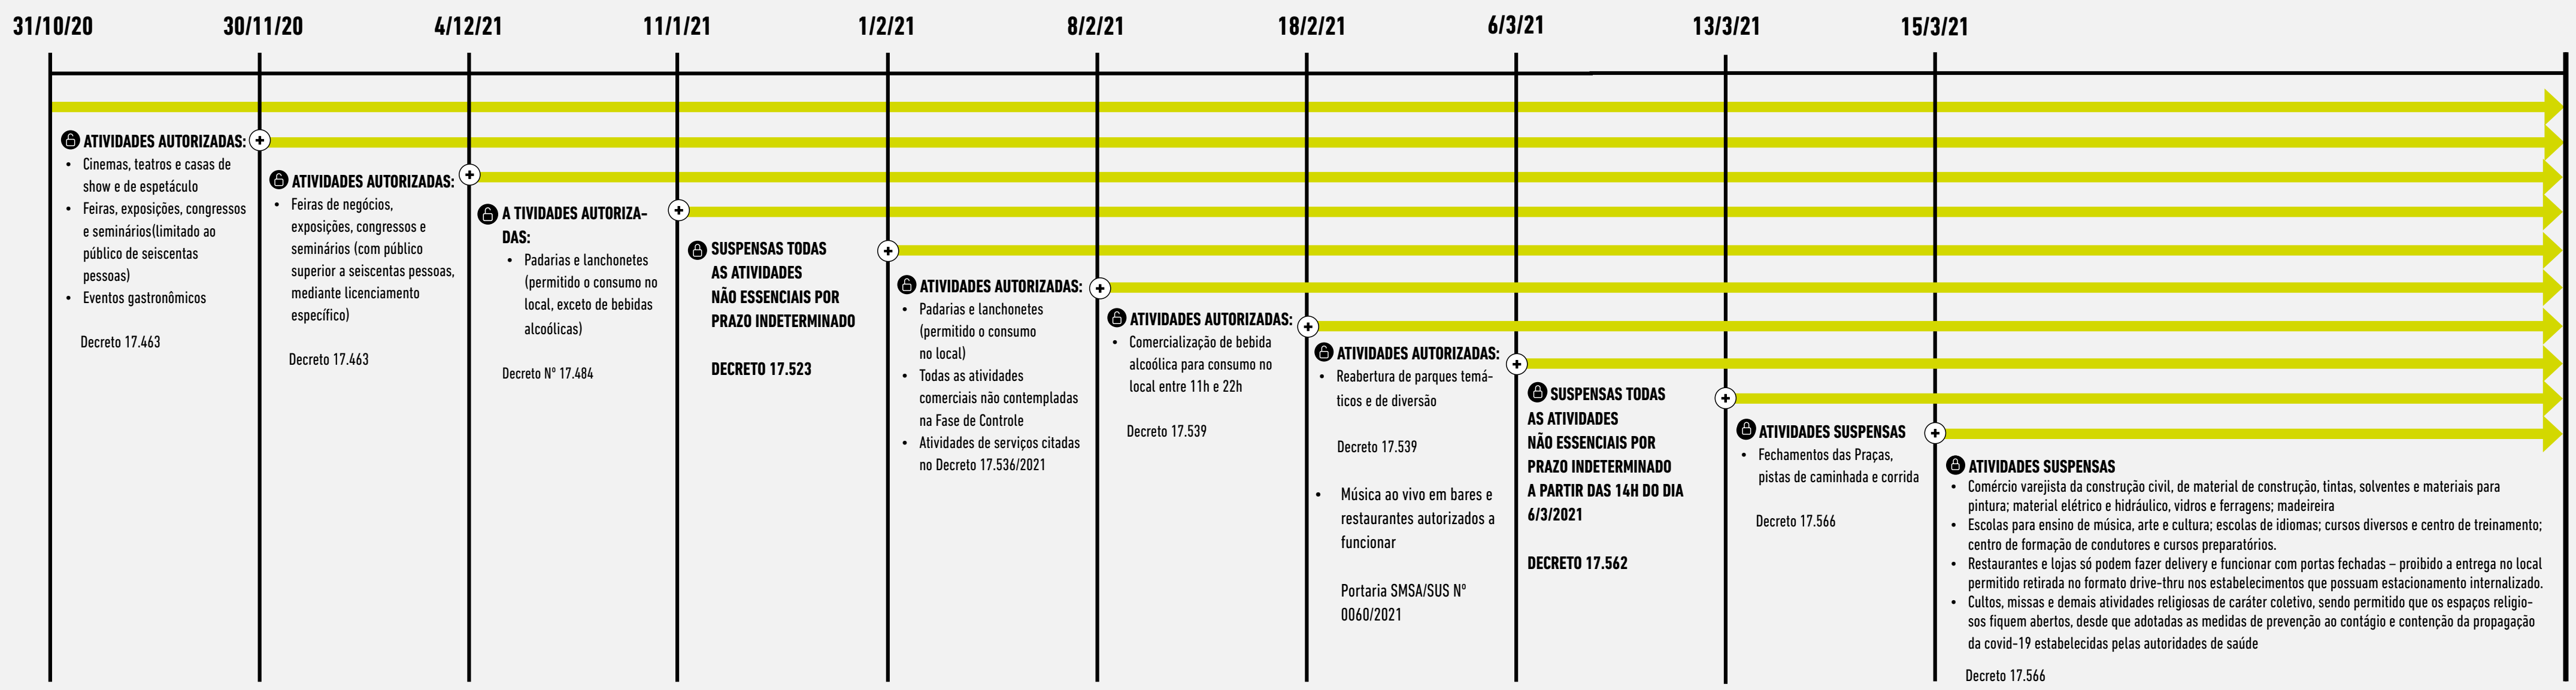 31/10/20
30/11/20
4/12/21
11/1/21
1/2/21
8/2/21
18/2/21
6/3/21
13/3/21
15/3/21
ATIVIDADES AUTORIZADAS:
• Cinemas, teatros e casas de
show e de espetáculo
• Feiras, exposições, congressos
e seminários(limitado ao
público de seiscentas
pessoas)
• Eventos gastronômicos
Decreto 17.463
ATIVIDADES AUTORIZADAS:
• Feiras de negócios,
exposições, congressos e
seminários (com público
superior a seiscentas pessoas,
mediante licenciamento
específico)
Decreto 17.463
A TIVIDADES AUTORIZA-
DAS:
• Padarias e lanchonetes
(permitido o consumo no
local, exceto de bebidas
alcoólicas)
Decreto Nº 17.484
SUSPENSAS TODAS
AS ATIVIDADES
NÃO ESSENCIAIS POR
PRAZO INDETERMINADO
DECRETO 17.523
ATIVIDADES AUTORIZADAS:
• Padarias e lanchonetes
(permitido o consumo
no local)
• Todas as atividades
comerciais não contempladas
na Fase de Controle
• Atividades de serviços citadas
no Decreto 17.536/2021
ATIVIDADES AUTORIZADAS:
• Comercialização de bebida
alcoólica para consumo no
local entre 11h e 22h
Decreto 17.539
ATIVIDADES AUTORIZADAS:
• Reabertura de parques temá-
ticos e de diversão
Decreto 17.539
• Música ao vivo em bares e
restaurantes autorizados a
funcionar
Portaria SMSA/SUS Nº
0060/2021
SUSPENSAS TODAS
AS ATIVIDADES
NÃO ESSENCIAIS POR
PRAZO INDETERMINADO
A PARTIR DAS 14H DO DIA
6/3/2021
DECRETO 17.562
ATIVIDADES SUSPENSAS
• Fechamentos das Praças,
pistas de caminhada e corrida
Decreto 17.566
ATIVIDADES SUSPENSAS
• Comércio varejista da construção civil, de material de construção, tintas, solventes e materiais para
pintura; material elétrico e hidráulico, vidros e ferragens; madeireira
• Escolas para ensino de música, arte e cultura; escolas de idiomas; cursos diversos e centro de treinamento;
centro de formação de condutores e cursos preparatórios.
• Restaurantes e lojas só podem fazer delivery e funcionar com portas fechadas – proibido a entrega no local
permitido retirada no formato drive-thru nos estabelecimentos que possuam estacionamento internalizado.
• Cultos, missas e demais atividades religiosas de caráter coletivo, sendo permitido que os espaços religio-
sos fiquem abertos, desde que adotadas as medidas de prevenção ao contágio e contenção da propagação
da covid-19 estabelecidas pelas autoridades de saúde
Decreto 17.566